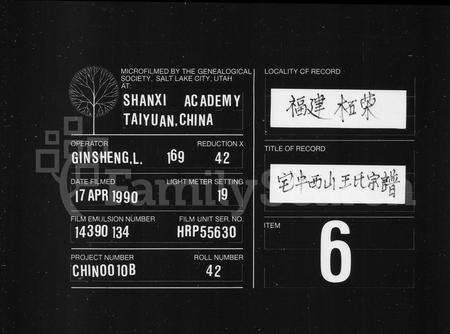 MICROFILMED BY THE GENEALOGICAL
SOCIETY, SALT LAKE CITY, UTAH
AT:
SHANXI ACADEMY
TAIYUAN.CHINA
OPERATOR
GINSHENG.L. 169
REDUCTION X
42
DATE FILMED
17 APR 1990
LIGHT METER SETTING
19
FILM EMULSION NUMBER
14390 134
FILM UNIT SER. NO.
HRP55630
PROJECT NUMBER
CHIN0010B
ROLL NUMBER
42
LOCALITY OF RECORD
福建 柘荣
TITLE OF RECORD
宅中西山王氏宗譜
ITEM
6
FamilySearch